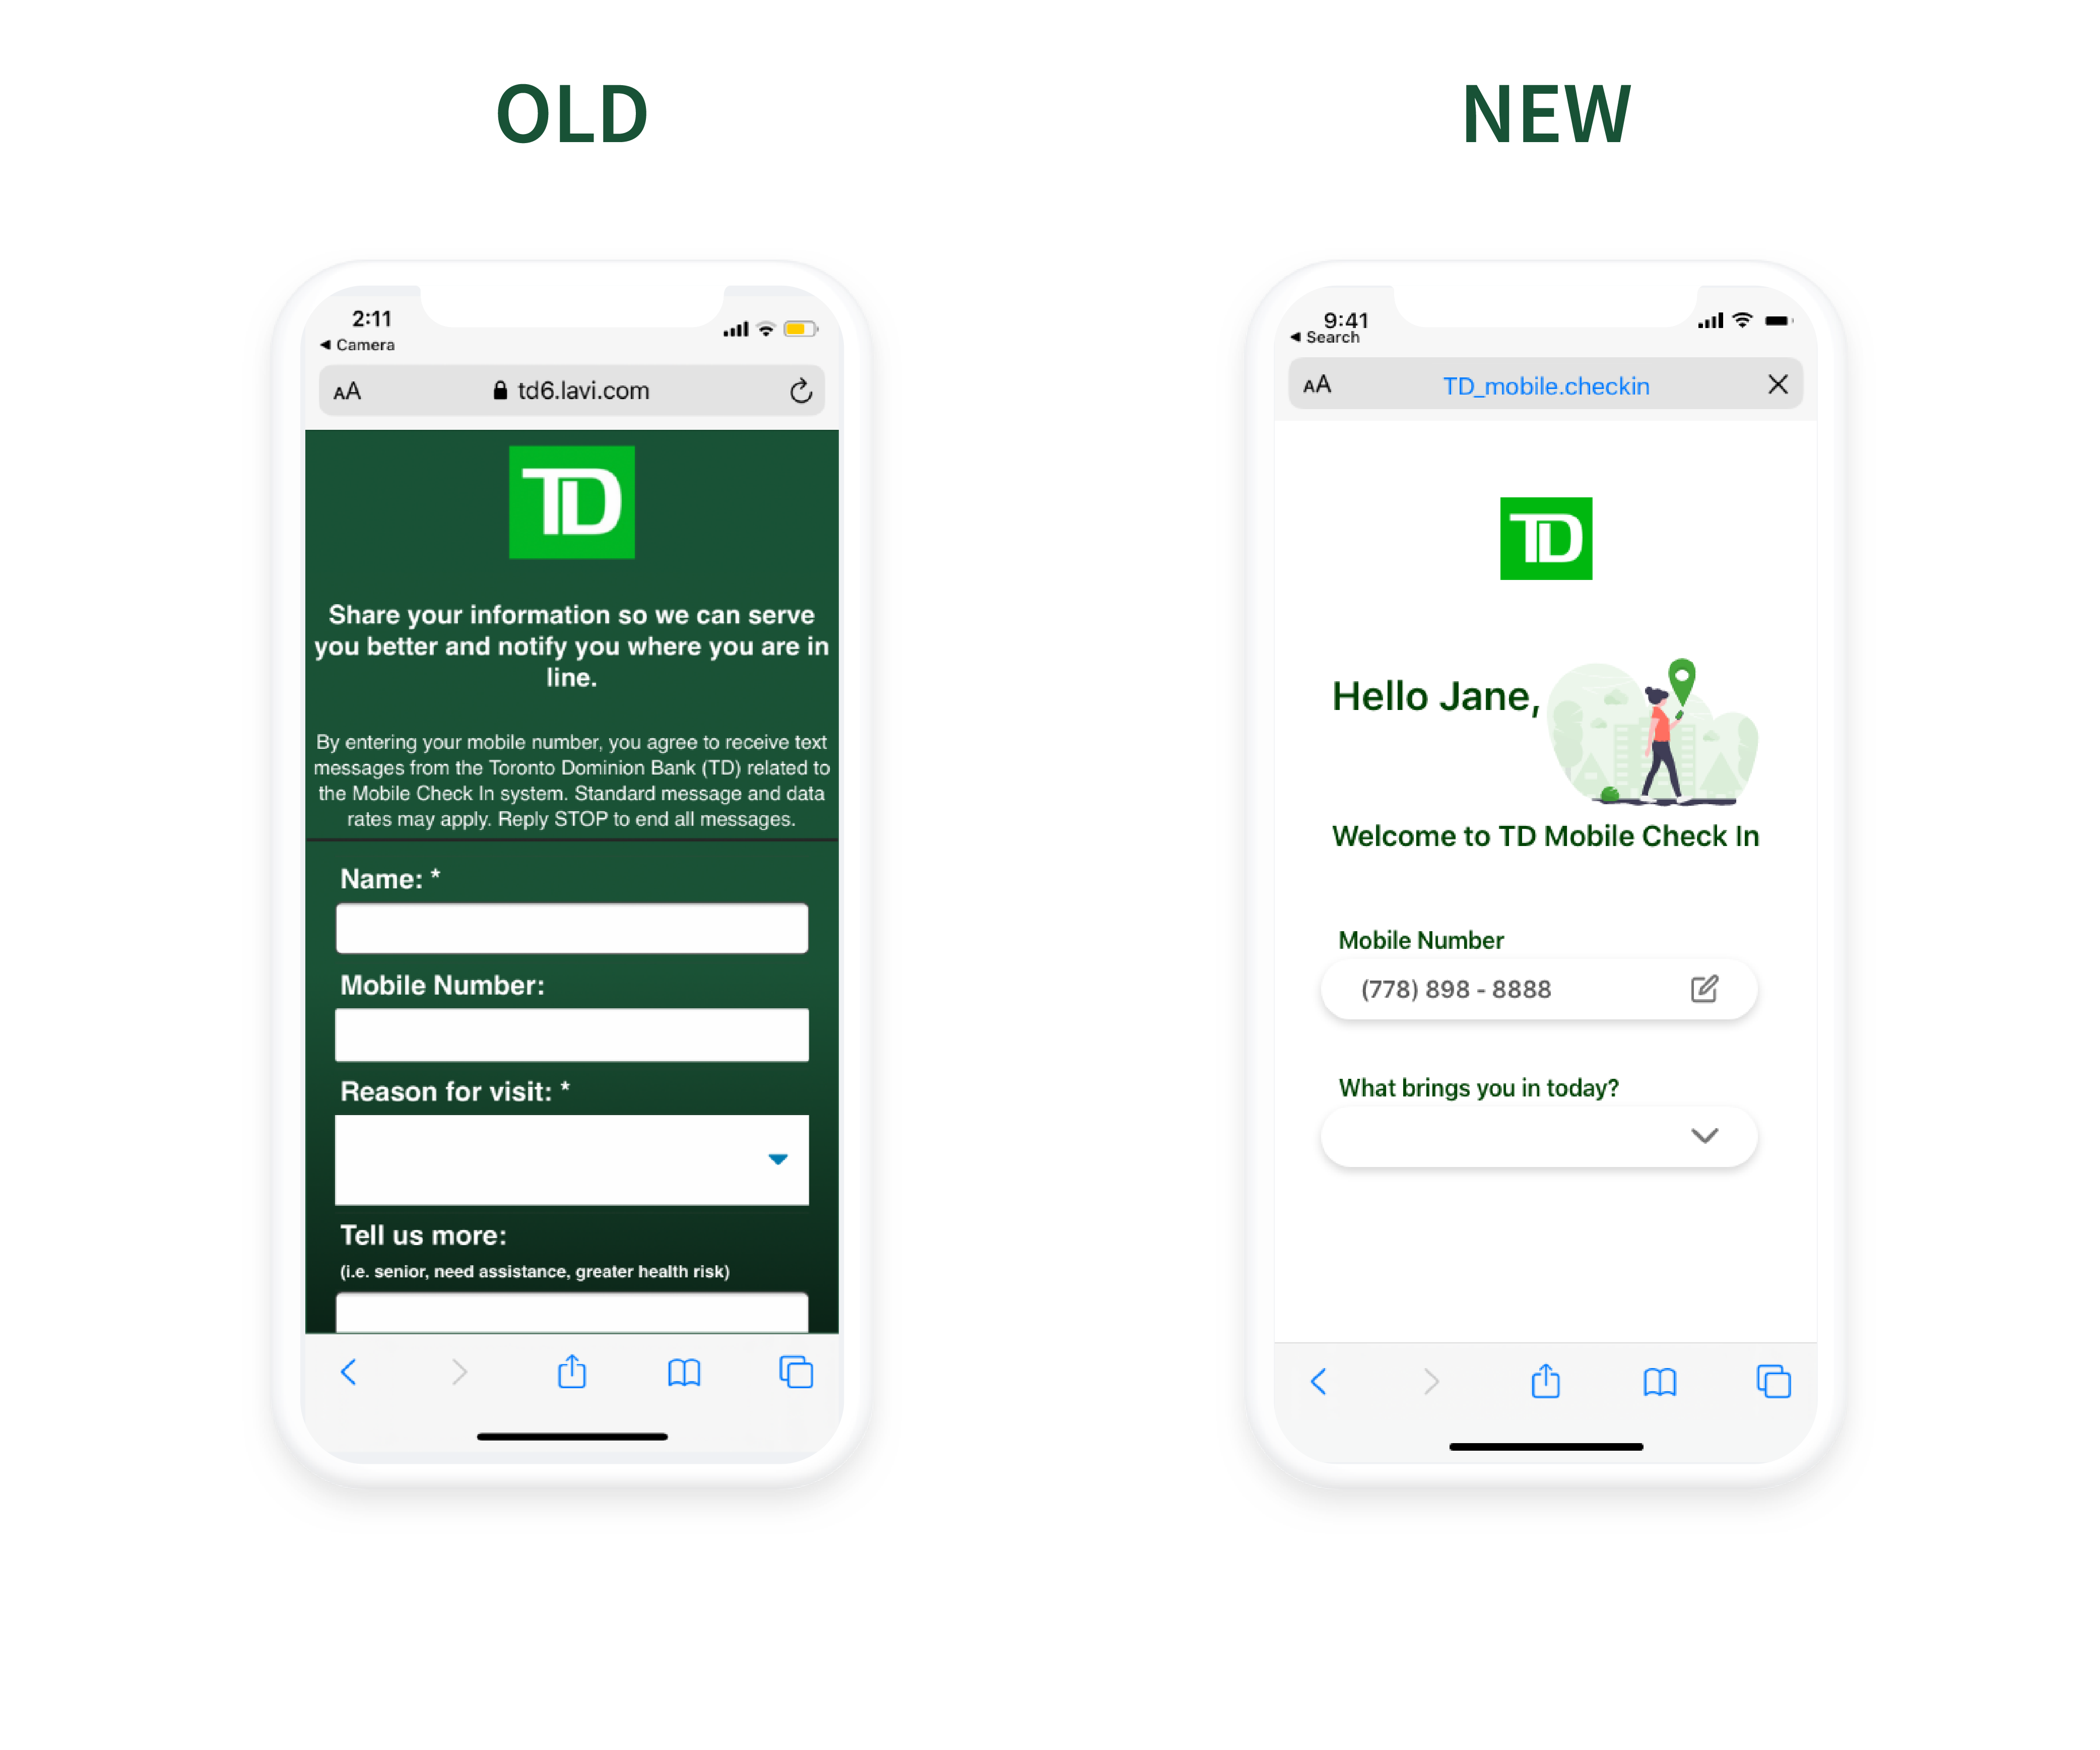 OLD
2:11
Camera
AA
td6.lavi.com
TD
Share your information so we can serve
you better and notify you where you are in
line.
By entering your mobile number, you agree to receive text
messages from the Toronto Dominion Bank (TD) related to
the Mobile Check In system. Standard message and data
rates may apply. Reply STOP to end all messages.
Name: *
Mobile Number:
Reason for visit: *
Tell us more:
(i.e. senior, need assistance, greater health risk)
NEW
9:41
Search
AA
TD_mobile.checkin
TD
Hello Jane,
Welcome to TD Mobile Check In
Mobile Number
(778) 898 - 8888
What brings you in today?